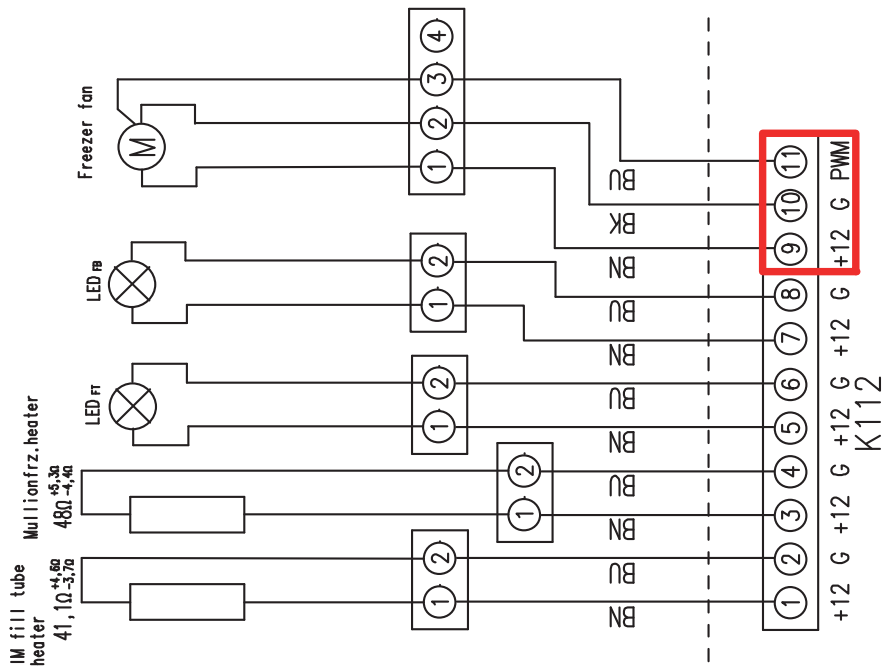 Freezer fan
M
4
3
2
1
BU
BK
BN
11
10
9
PWM
G
+12
LED FB
2
1
BU
BN
8
7
G
+12
LED FT
2
1
BU
BN
6
5
G
+12
Mullionfrz.heater
48Ω +5,3Ω -4,4Ω
2
1
BU
BN
4
3
G
+12
IM fill tube
heater
41,1Ω +4,6Ω -3,7Ω
2
1
BU
BN
2
1
G
+12
K112